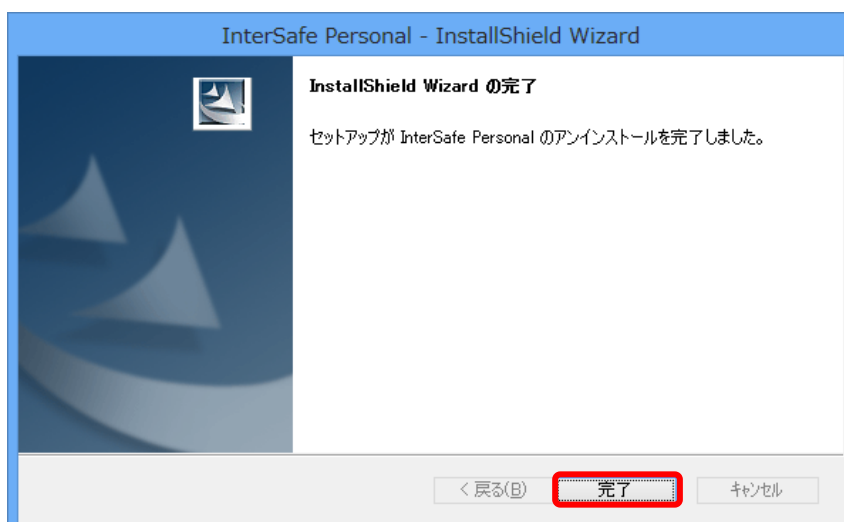 InterSafe Personal - InstallShield Wizard
InstallShield Wizard の完了
セットアップが InterSafe Personal のアンインストールを完了しました。
< 戻る(B) 完了 キャンセル